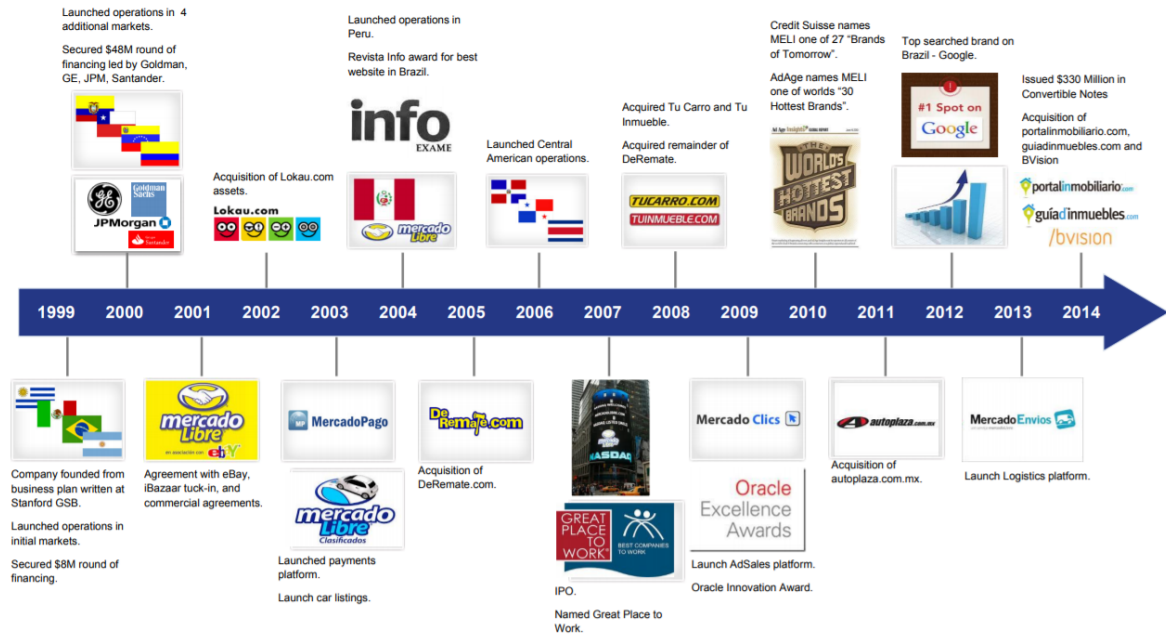 Launched operations in 4
additional markets.
Secured $48M round of
financing led by Goldman,
GE, JPM, Santander.
GE
Goldman
Sachs
JPMorgan
Santander
Acquisition of Lokau.com
assets.
Lokau.com
Launched operations in
Peru.
Revista Info award for best
website in Brazil.
info
EXAME
mercado
libre
Launched Central
American operations.
Acquired Tu Carro and Tu
Inmueble.
Acquired remainder of
DeRemate.
TUCARRO.COM
TUINMUEBLE.COM
Credit Suisse names
MELI one of 27 “Brands
of Tomorrow”.
AdAge names MELI
one of worlds “30
Hottest Brands”.
THE
WORLD'S
HOTTEST
BRANDS
Top searched brand on
Brazil - Google.
#1 Spot on
Google
Issued $330 Million in
Convertible Notes
Acquisition of
portalinmobiliario.com,
guiadinmuebles.com and
BVision
portalinmobiliario.com
guíadinmuebles.com
/bvision
1999 2000 2001 2002 2003 2004 2005 2006 2007 2008 2009 2010 2011 2012 2013 2014
Company founded from
business plan written at
Stanford GSB.
Launched operations in
initial markets.
Secured $8M round of
financing.
mercado
libre
en asociación con ebY
Agreement with eBay,
iBazaar tuck-in, and
commercial agreements.
MP MercadoPago
mercado
libre
Clasificados
Launched payments
platform.
Launch car listings.
DeRemate.com
Acquisition of
DeRemate.com.
NASDAQ
GREAT
PLACE
TO
WORK®
BEST COMPANIES
TO WORK
IPO.
Named Great Place to
Work.
Mercado Clics
Oracle
Excellence
Awards
Launch AdSales platform.
Oracle Innovation Award.
autoplaza.com.mx
Acquisition of
autoplaza.com.mx.
MercadoEnvios
Launch Logistics platform.